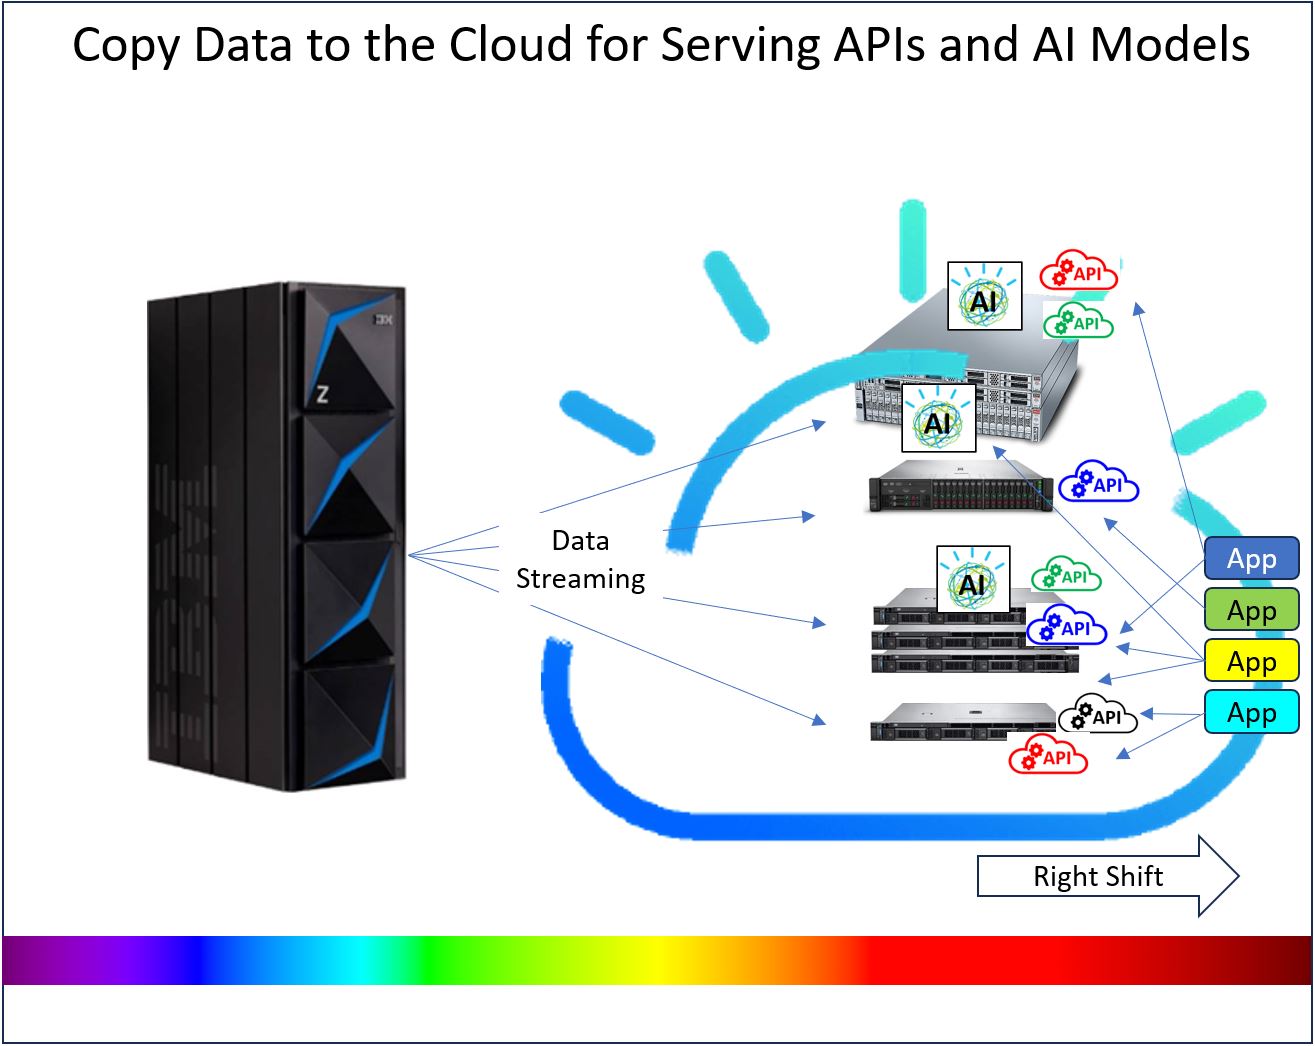 Copy Data to the Cloud for Serving APIs and AI Models
IBM
Z
Data
Streaming
AI
API
API
AI
API
AI
API
API
API
API
App
App
App
App
Right Shift